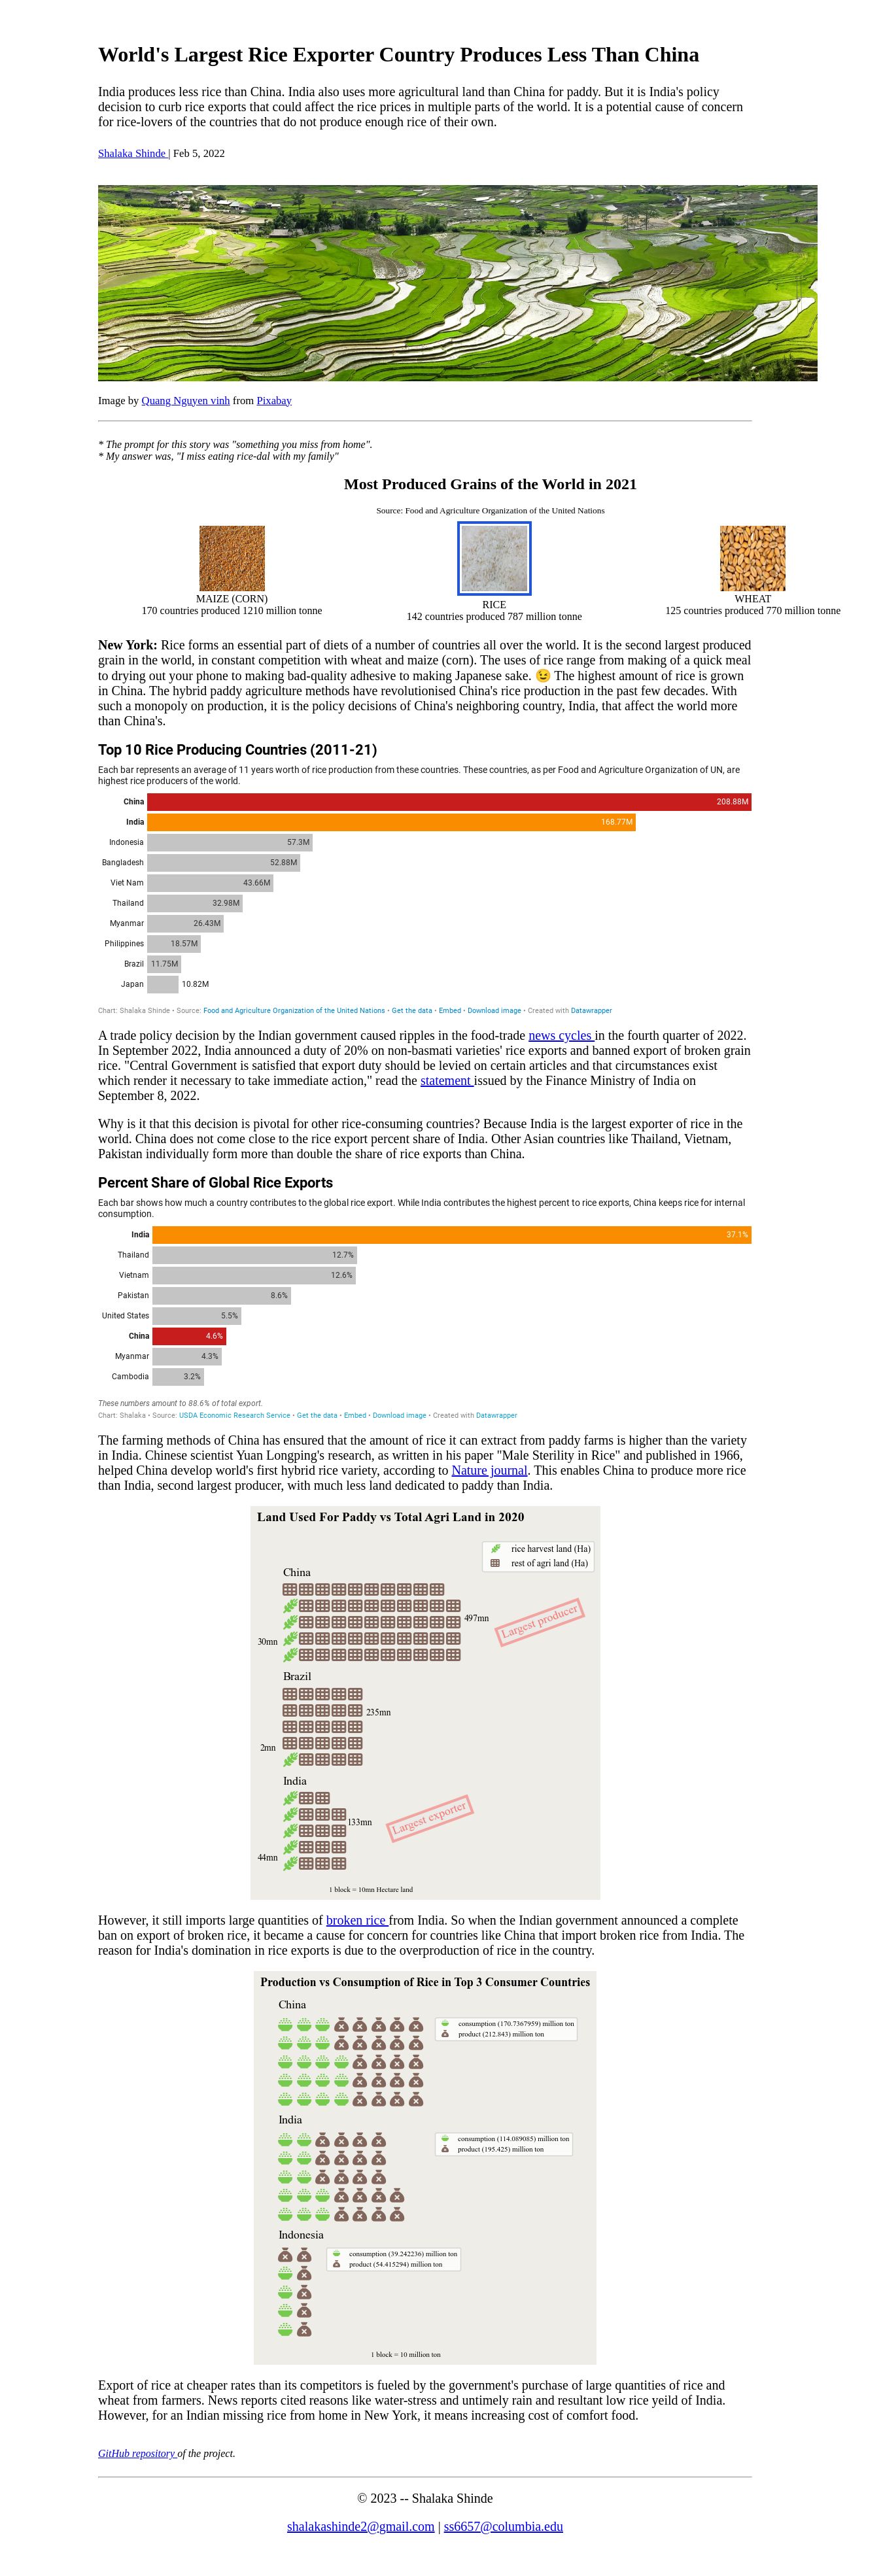 World's Largest Rice Exporter Country Produces Less Than China
India produces less rice than China. India also uses more agricultural land than China for paddy. But it is India's policy
decision to curb rice exports that could affect the rice prices in multiple parts of the world. It is a potential cause of concern
for rice-lovers of the countries that do not produce enough rice of their own.
Shalaka Shinde | Feb 5, 2022
Image by Quang Nguyen vinh from Pixabay
* The prompt for this story was "something you miss from home".
* My answer was, "I miss eating rice-dal with my family"
Most Produced Grains of the World in 2021
Source: Food and Agriculture Organization of the United Nations
MAIZE (CORN)
170 countries produced 1210 million tonne
RICE
142 countries produced 787 million tonne
WHEAT
125 countries produced 770 million tonne
New York: Rice forms an essential part of diets of a number of countries all over the world. It is the second largest produced
grain in the world, in constant competition with wheat and maize (corn). The uses of rice range from making of a quick meal
to drying out your phone to making bad-quality adhesive to making Japanese sake. 😉 The highest amount of rice is grown
in China. The hybrid paddy agriculture methods have revolutionised China's rice production in the past few decades. With
such a monopoly on production, it is the policy decisions of China's neighboring country, India, that affect the world more
than China's.
Top 10 Rice Producing Countries (2011-21)
Each bar represents an average of 11 years worth of rice production from these countries. These countries, as per Food and Agriculture Organization of UN, are
highest rice producers of the world.
China 208.88M
India 168.77M
Indonesia 57.3M
Bangladesh 52.88M
Viet Nam 43.66M
Thailand 32.98M
Myanmar 26.43M
Philippines 18.57M
Brazil 11.75M
Japan 10.82M
Chart: Shalaka Shinde • Source: Food and Agriculture Organization of the United Nations • Get the data • Embed • Download image • Created with Datawrapper
A trade policy decision by the Indian government caused ripples in the food-trade news cycles in the fourth quarter of 2022.
In September 2022, India announced a duty of 20% on non-basmati varieties' rice exports and banned export of broken grain
rice. "Central Government is satisfied that export duty should be levied on certain articles and that circumstances exist
which render it necessary to take immediate action," read the statement issued by the Finance Ministry of India on
September 8, 2022.
Why is it that this decision is pivotal for other rice-consuming countries? Because India is the largest exporter of rice in the
world. China does not come close to the rice export percent share of India. Other Asian countries like Thailand, Vietnam,
Pakistan individually form more than double the share of rice exports than China.
Percent Share of Global Rice Exports
Each bar shows how much a country contributes to the global rice export. While India contributes the highest percent to rice exports, China keeps rice for internal
consumption.
India 37.1%
Thailand 12.7%
Vietnam 12.6%
Pakistan 8.6%
United States 5.5%
China 4.6%
Myanmar 4.3%
Cambodia 3.2%
These numbers amount to 88.6% of total export.
Chart: Shalaka • Source: USDA Economic Research Service • Get the data • Embed • Download image • Created with Datawrapper
The farming methods of China has ensured that the amount of rice it can extract from paddy farms is higher than the variety
in India. Chinese scientist Yuan Longping's research, as written in his paper "Male Sterility in Rice" and published in 1966,
helped China develop world's first hybrid rice variety, according to Nature journal. This enables China to produce more rice
than India, second largest producer, with much less land dedicated to paddy than India.
Land Used For Paddy vs Total Agri Land in 2020
rice harvest land (Ha)
rest of agri land (Ha)
China
497mn
Largest producer
30mn
Brazil
235mn
2mn
India
133mn
Largest exporter
44mn
1 block = 10mn Hectare land
However, it still imports large quantities of broken rice from India. So when the Indian government announced a complete
ban on export of broken rice, it became a cause for concern for countries like China that import broken rice from India. The
reason for India's domination in rice exports is due to the overproduction of rice in the country.
Production vs Consumption of Rice in Top 3 Consumer Countries
China
consumption (170.7367959) million ton
product (212.843) million ton
India
consumption (114.089085) million ton
product (195.425) million ton
Indonesia
consumption (39.242236) million ton
product (54.415294) million ton
1 block = 10 million ton
Export of rice at cheaper rates than its competitors is fueled by the government's purchase of large quantities of rice and
wheat from farmers. News reports cited reasons like water-stress and untimely rain and resultant low rice yeild of India.
However, for an Indian missing rice from home in New York, it means increasing cost of comfort food.
GitHub repository of the project.
© 2023 -- Shalaka Shinde
shalakashinde2@gmail.com | ss6657@columbia.edu